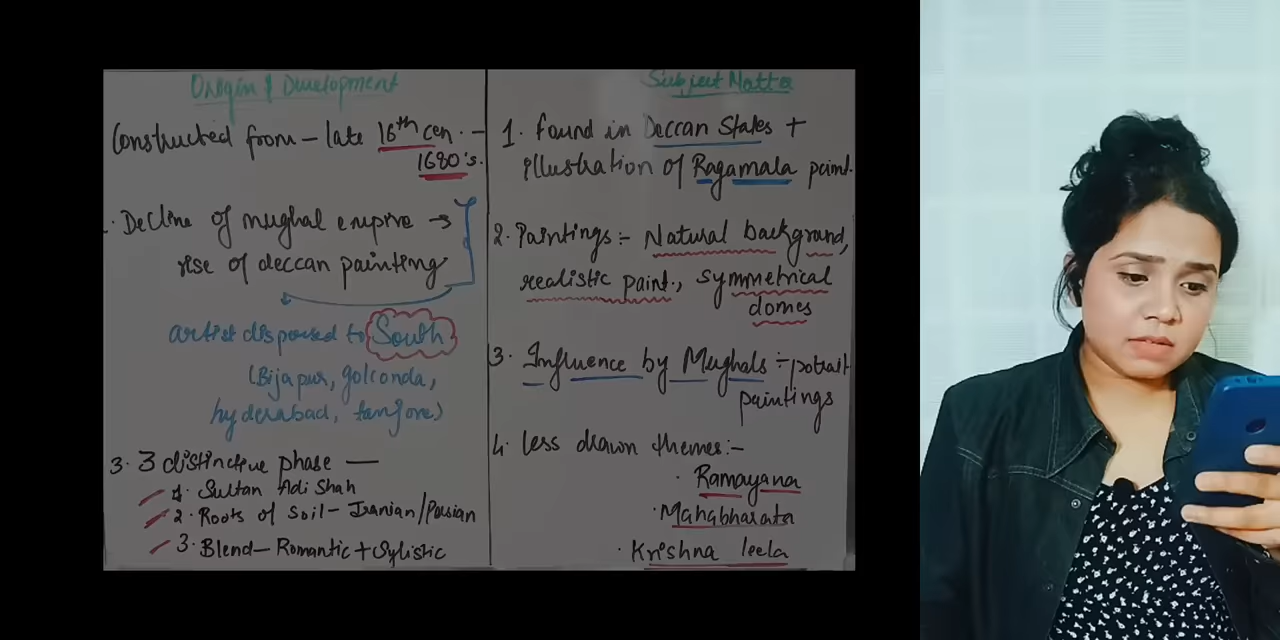 Origin & Development
Constructed from - late 16th cen. -
1680's.
Decline of mughal empire →
rise of deccan painting
artist dispersed to South
(Bijapur, golconda,
hyderabad, tanjore)
3. 3 distinctive phase —
1. Sultan Adi Shah
2. Roots of Soil - Iranian/Persian
3. Blend - Romantic + Sylistic
Subject Matter
1. Found in Deccan States +
illustration of Ragamala paint.
2. Paintings :- Natural background,
realistic paint., symmetrical
domes
3. Influence by Mughals :- potrait
paintings
4. less drawn themes :-
· Ramayana
· Mahabharata
· Krishna leela